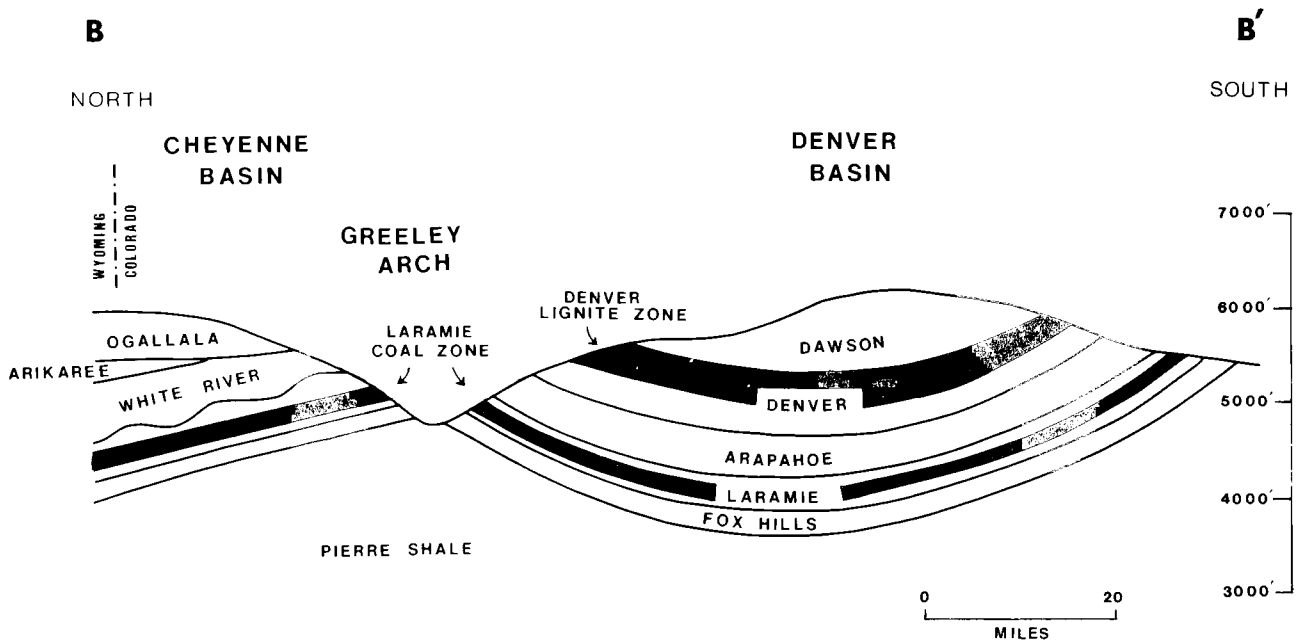 B
B′
NORTH
SOUTH
CHEYENNE
BASIN
DENVER
BASIN
WYOMING
COLORADO
GREELEY
ARCH
7000′
DENVER
LIGNITE ZONE
6000′
LARAMIE
COAL ZONE
OGALLALA
DAWSON
ARIKAREE
WHITE RIVER
DENVER
5000′
ARAPAHOE
LARAMIE
4000′
FOX HILLS
PIERRE SHALE
3000′
0 20
MILES